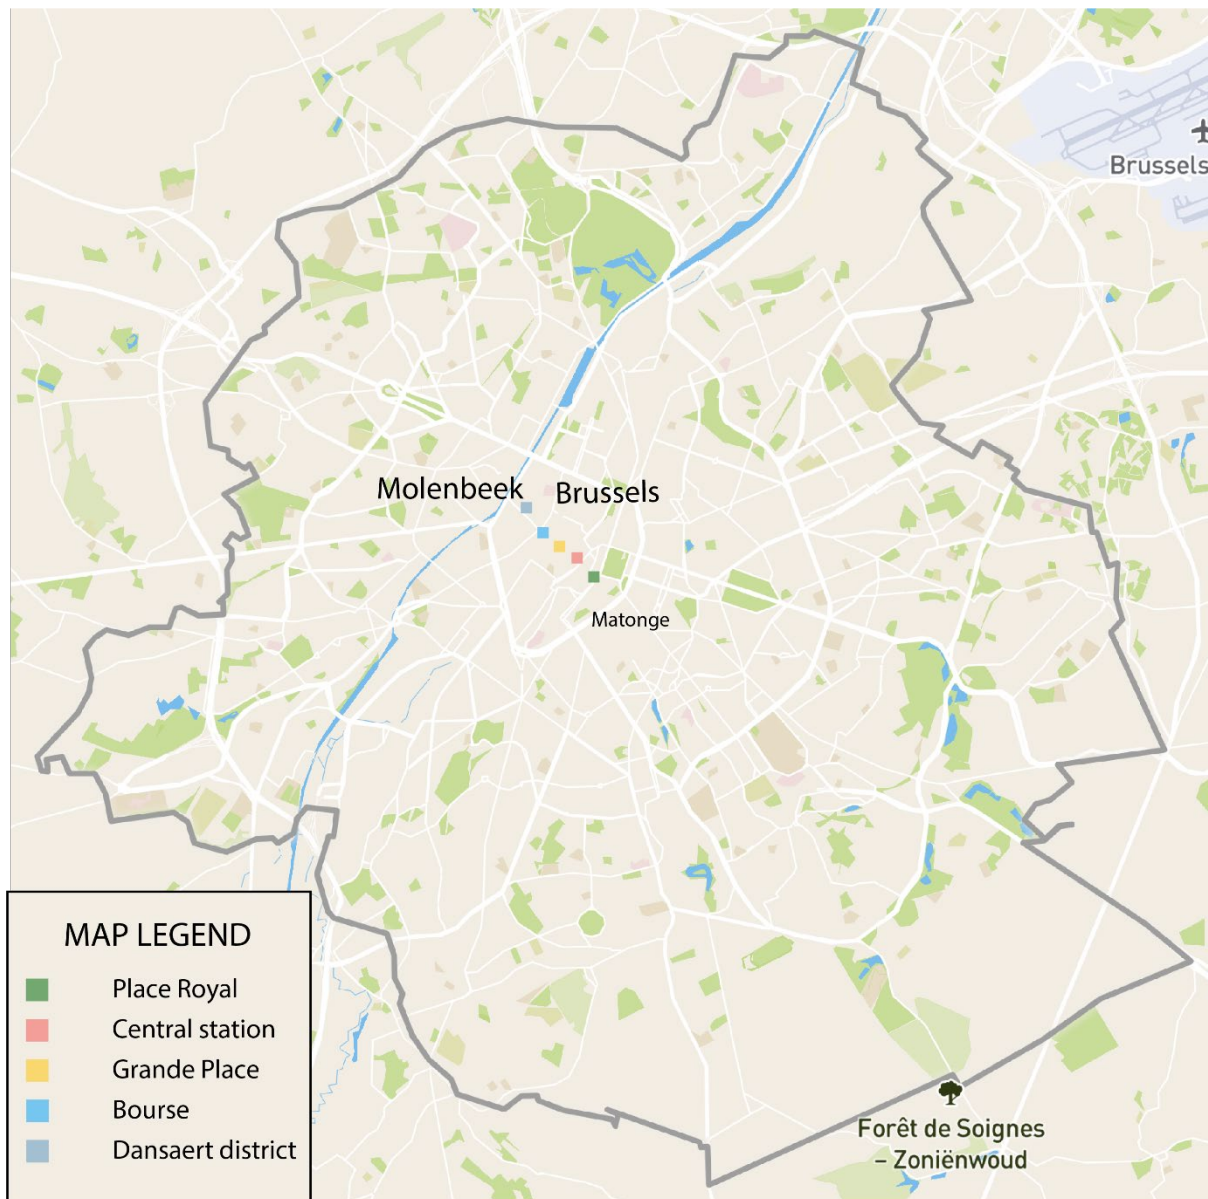 Brussels
Molenbeek
Brussels
Matonge
MAP LEGEND
Place Royal
Central station
Grande Place
Bourse
Dansaert district
Forêt de Soignes
– Zoniënwoud